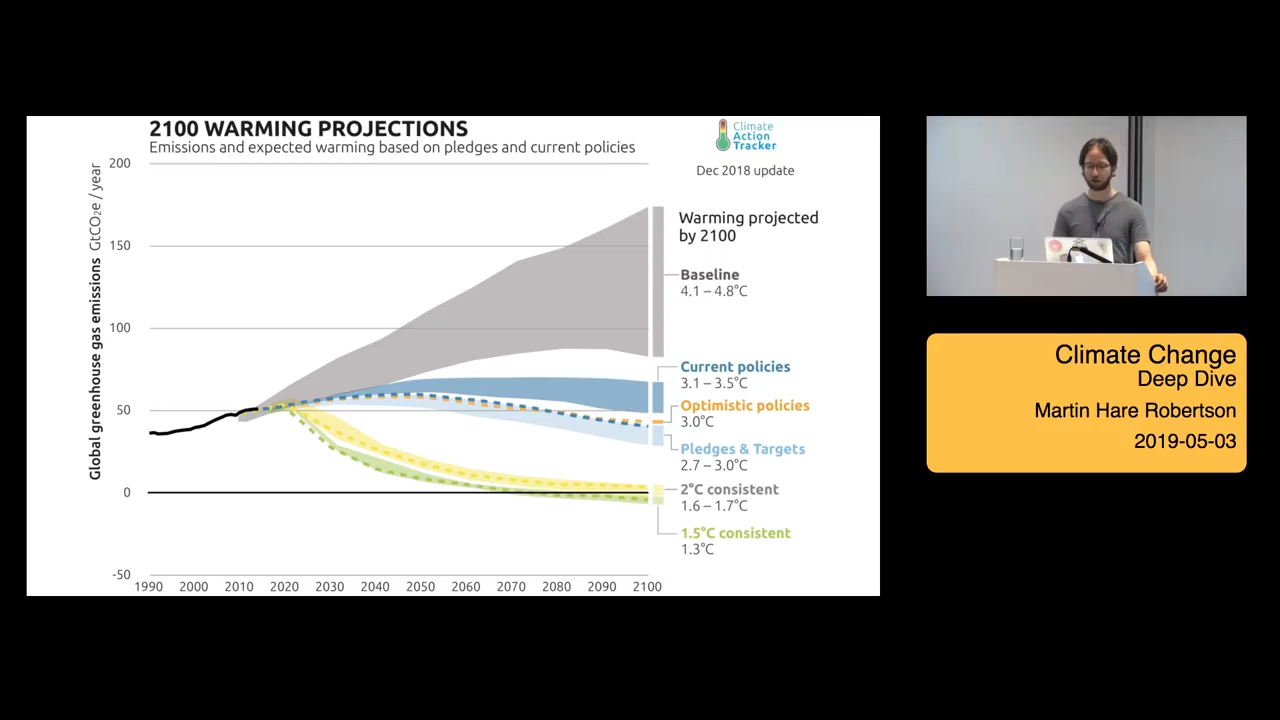 2100 WARMING PROJECTIONS
Emissions and expected warming based on pledges and current policies
Climate
Action
Tracker
Dec 2018 update
Global greenhouse gas emissions GtCO2e / year
200
150
100
50
0
-50
1990 2000 2010 2020 2030 2040 2050 2060 2070 2080 2090 2100
Warming projected
by 2100
Baseline
4.1 – 4.8°C
Current policies
3.1 – 3.5°C
Optimistic policies
3.0°C
Pledges & Targets
2.7 – 3.0°C
2°C consistent
1.6 – 1.7°C
1.5°C consistent
1.3°C
Climate Change
Deep Dive
Martin Hare Robertson
2019-05-03